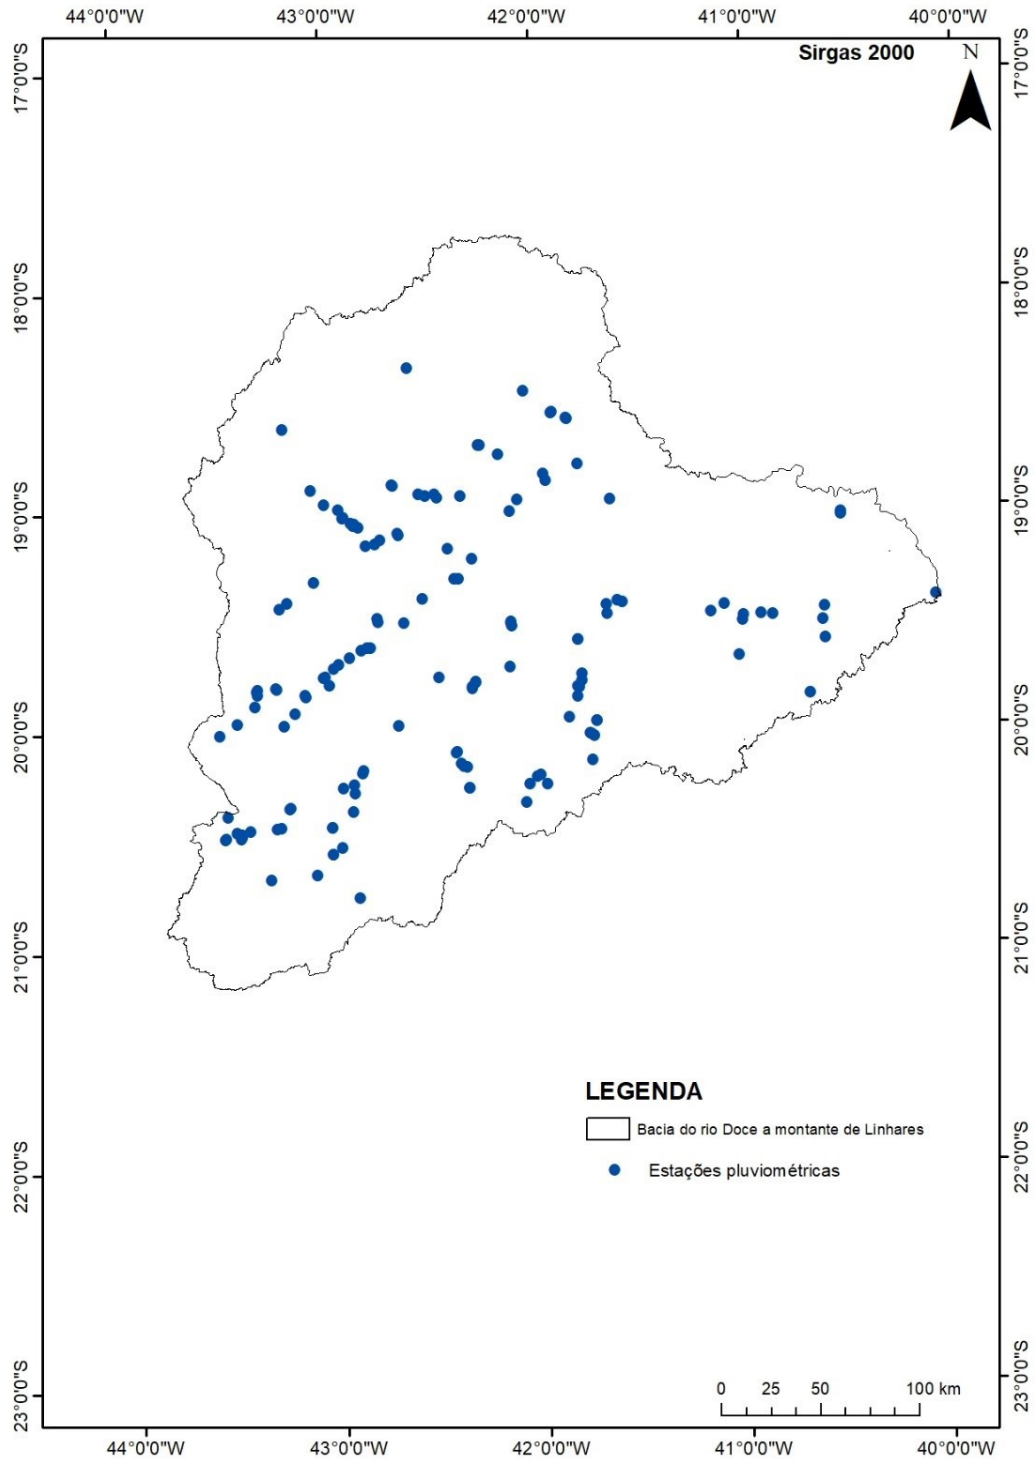 44°0'0"W 43°0'0"W 42°0'0"W 41°0'0"W 40°0'0"W
Sirgas 2000
N
17°0'0"S 17°0'0"S
18°0'0"S 18°0'0"S
19°0'0"S 19°0'0"S
20°0'0"S 20°0'0"S
21°0'0"S 21°0'0"S
LEGENDA
Bacia do rio Doce a montante de Linhares
Estações pluviométricas
22°0'0"S 22°0'0"S
0 25 50 100 km
23°0'0"S 23°0'0"S
44°0'0"W 43°0'0"W 42°0'0"W 41°0'0"W 40°0'0"W